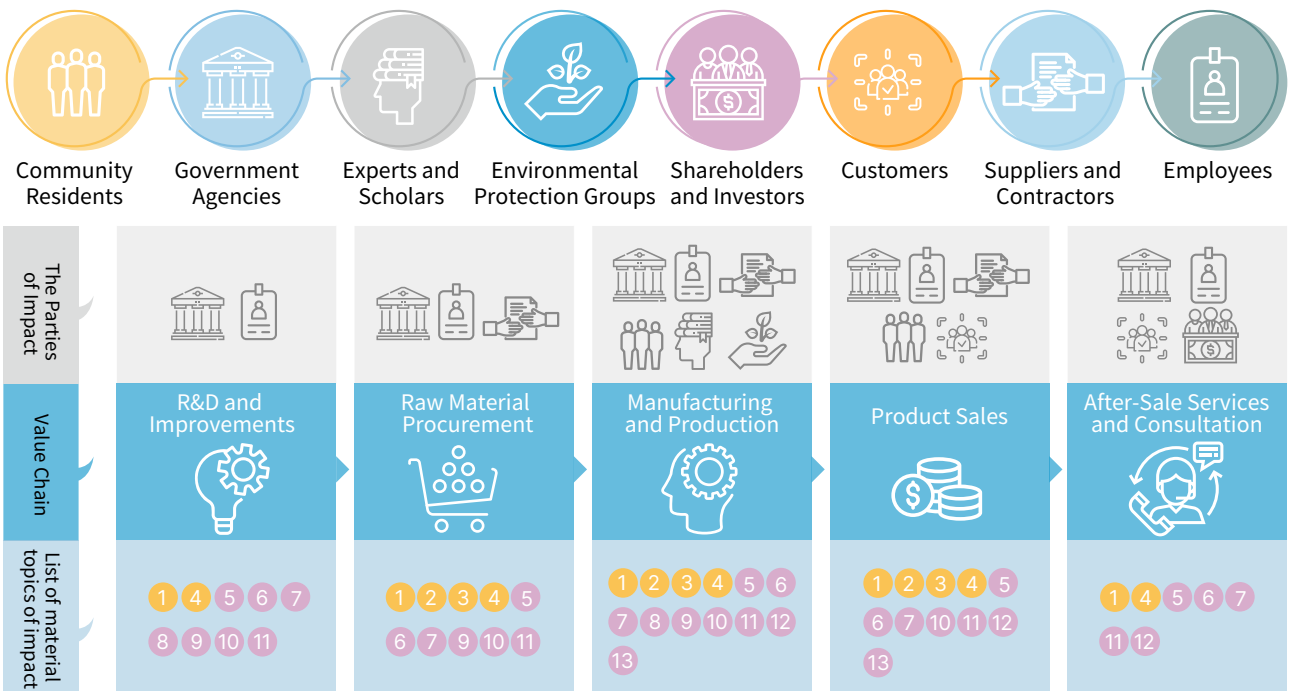 Community
Residents
Government
Agencies
Experts and
Scholars
Environmental
Protection Groups
Shareholders
and Investors
Customers
Suppliers and
Contractors
Employees
The Parties
of Impact
Value Chain
R&D and
Improvements
Raw Material
Procurement
Manufacturing
and Production
Product Sales
After-Sale Services
and Consultation
List of material
topics of impact
1 4 5 6 7
8 9 10 11
1 2 3 4 5
6 7 9 10 11
1 2 3 4 5 6
7 8 9 10 11 12
13
1 2 3 4 5
6 7 10 11 12
13
1 4 5 6 7
11 12